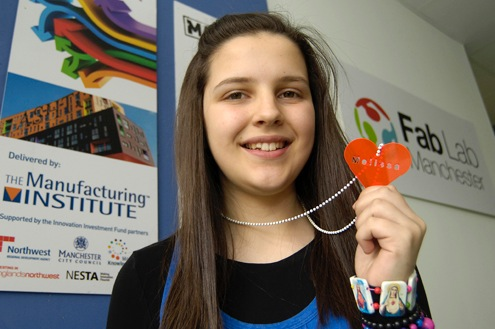 Delivered by:
THE Manufacturing
INSTITUTE
Supported by the Innovation Investment Fund partners
Northwest
MANCHESTER
CITY COUNCIL
NESTA
englandsnorthwest
M
Fab Lab
Manchester
Melissa